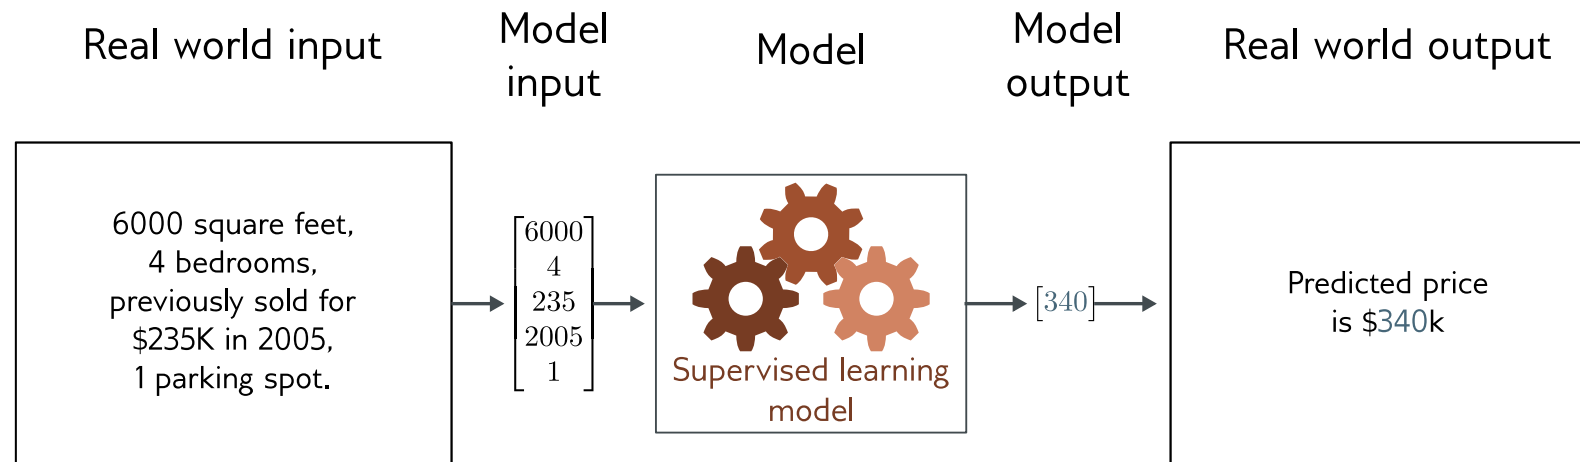 Real world input
Model
input
Model
Model
output
Real world output
6000 square feet,
4 bedrooms,
previously sold for
$235K in 2005,
1 parking spot.
6000
4
235
2005
1
Supervised learning
model
[340]
Predicted price
is $340k